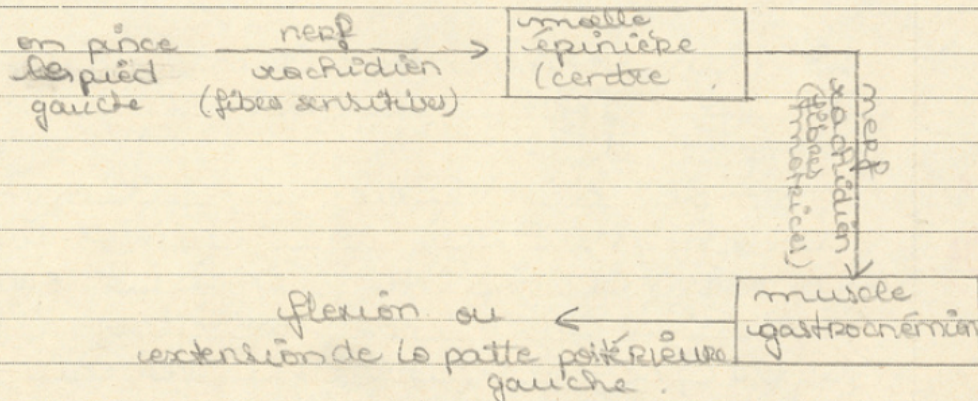 on pince
le pied
gauche
nerf
rachidien
(fibres sensitives)
moelle
épinière
(centre
nerf
rachidien
(fibres
motrices)
muscle
gastrocnémien
flexion ou
extension de la patte postérieure
gauche.